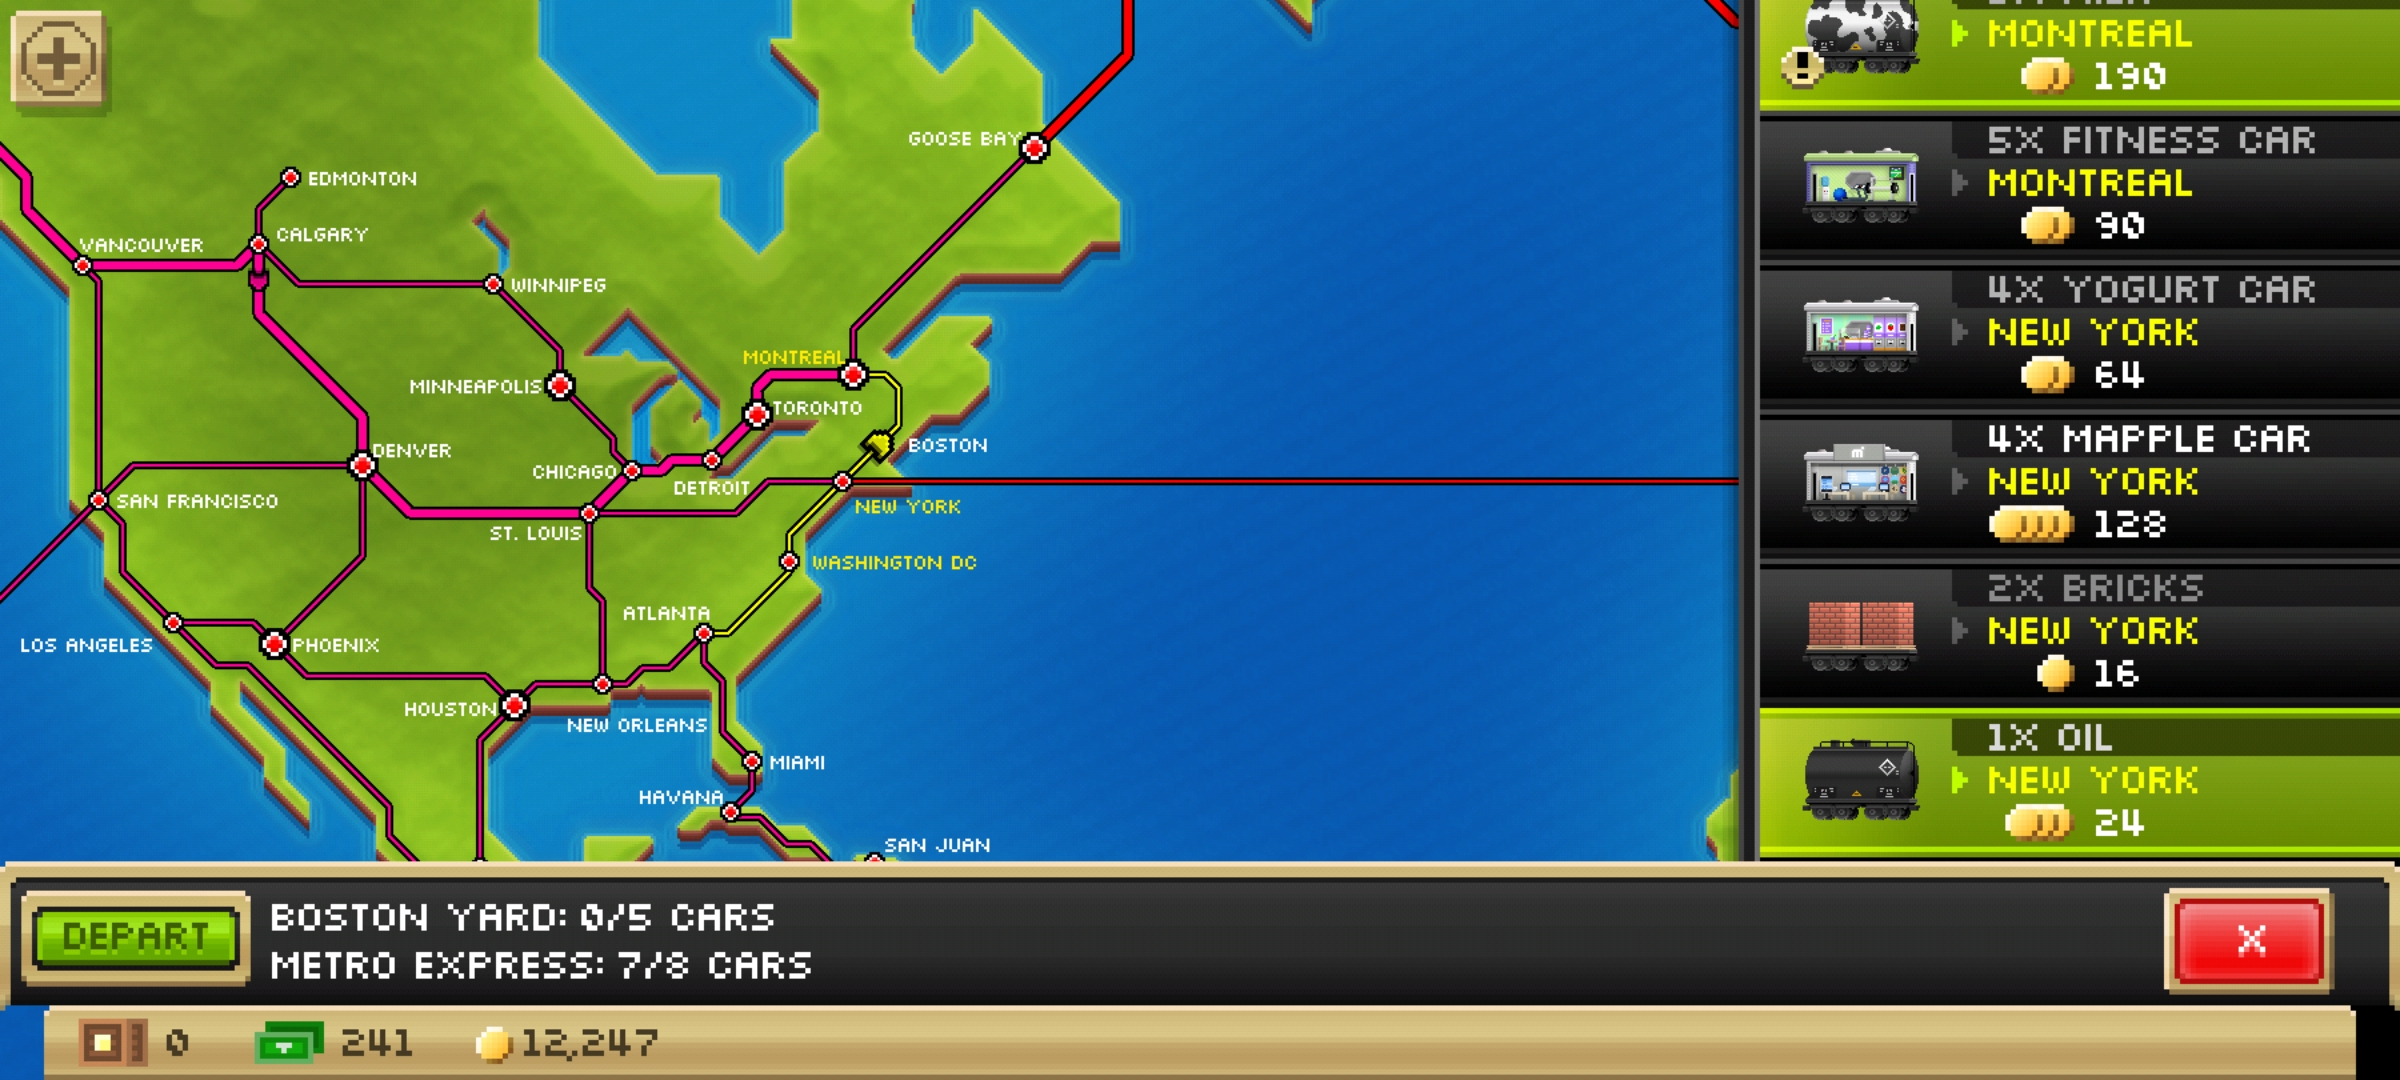 GOOSE BAY
EDMONTON
CALGARY
VANCOUVER
WINNIPEG
MONTREAL
MINNEAPOLIS
TORONTO
BOSTON
DENVER
CHICAGO
DETROIT
SAN FRANCISCO
NEW YORK
ST. LOUIS
WASHINGTON DC
ATLANTA
LOS ANGELES
PHOENIX
HOUSTON
NEW ORLEANS
MIAMI
HAVANA
SAN JUAN
MONTREAL
190
5X FITNESS CAR
MONTREAL
90
4X YOGURT CAR
NEW YORK
64
4X MAPPLE CAR
NEW YORK
128
2X BRICKS
NEW YORK
16
1X OIL
NEW YORK
24
DEPART
BOSTON YARD: 0/5 CARS
METRO EXPRESS: 7/8 CARS
X
0
241
12,247